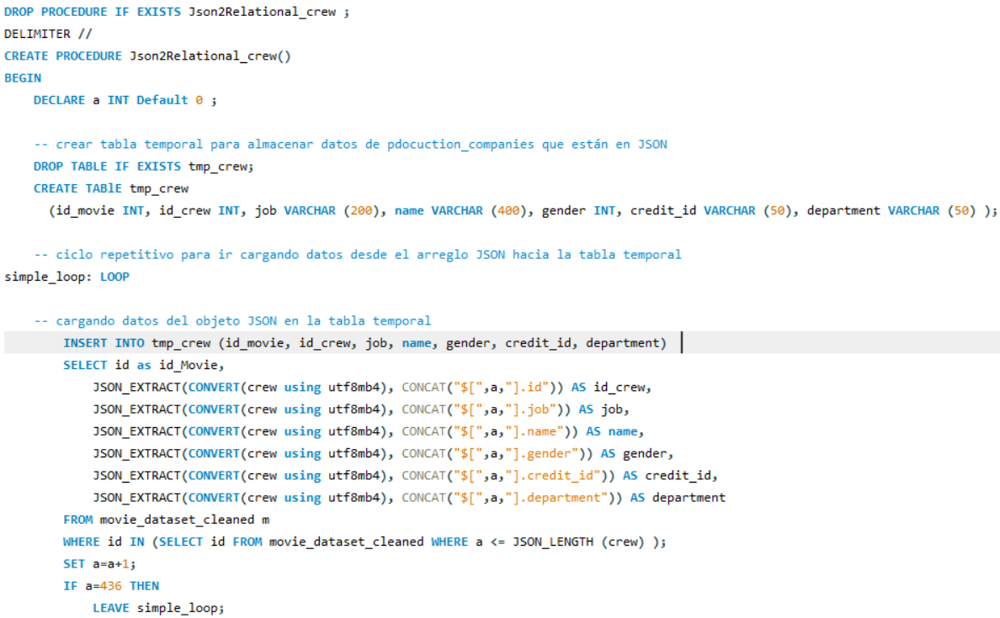 DROP PROCEDURE IF EXISTS Json2Relational_crew ;
DELIMITER //
CREATE PROCEDURE Json2Relational_crew()
BEGIN
    DECLARE a INT Default 0 ;

    -- crear tabla temporal para almacenar datos de pdocuction_companies que están en JSON
    DROP TABLE IF EXISTS tmp_crew;
    CREATE TABlE tmp_crew
      (id_movie INT, id_crew INT, job VARCHAR (200), name VARCHAR (400), gender INT, credit_id VARCHAR (50), department VARCHAR (50) );

    -- ciclo repetitivo para ir cargando datos desde el arreglo JSON hacia la tabla temporal
simple_loop: LOOP

    -- cargando datos del objeto JSON en la tabla temporal
        INSERT INTO tmp_crew (id_movie, id_crew, job, name, gender, credit_id, department)
        SELECT id as id_Movie,
            JSON_EXTRACT(CONVERT(crew using utf8mb4), CONCAT("$[",a,"].id")) AS id_crew,
            JSON_EXTRACT(CONVERT(crew using utf8mb4), CONCAT("$[",a,"].job")) AS job,
            JSON_EXTRACT(CONVERT(crew using utf8mb4), CONCAT("$[",a,"].name")) AS name,
            JSON_EXTRACT(CONVERT(crew using utf8mb4), CONCAT("$[",a,"].gender")) AS gender,
            JSON_EXTRACT(CONVERT(crew using utf8mb4), CONCAT("$[",a,"].credit_id")) AS credit_id,
            JSON_EXTRACT(CONVERT(crew using utf8mb4), CONCAT("$[",a,"].department")) AS department
        FROM movie_dataset_cleaned m
        WHERE id IN (SELECT id FROM movie_dataset_cleaned WHERE a <= JSON_LENGTH (crew) );
        SET a=a+1;
        IF a=436 THEN
            LEAVE simple_loop;